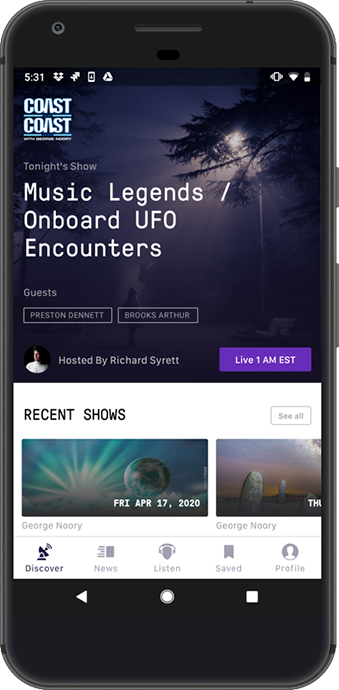 5:31
COAST
TO
COAST
WITH GEORGE NOORY
Tonight's Show
Music Legends /
Onboard UFO
Encounters
Guests
PRESTON DENNETT BROOKS ARTHUR
Hosted By Richard Syrett Live 1 AM EST
RECENT SHOWS See all
FRI APR 17, 2020 THU
George Noory George Noory
Discover News Listen Saved Profile